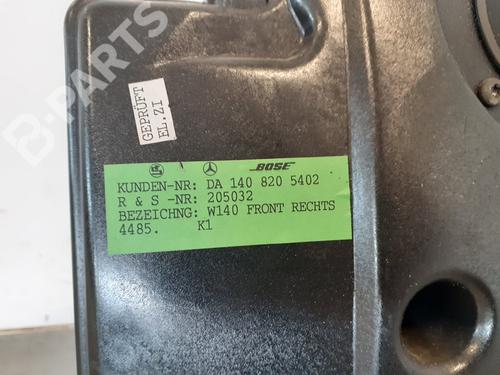 B-PARTS
GEPRÜFT
EL.ZI
BOSE
KUNDEN-NR: DA 140 820 5402
R & S -NR: 205032
BEZEICHNG: W140 FRONT RECHTS
4485. K1